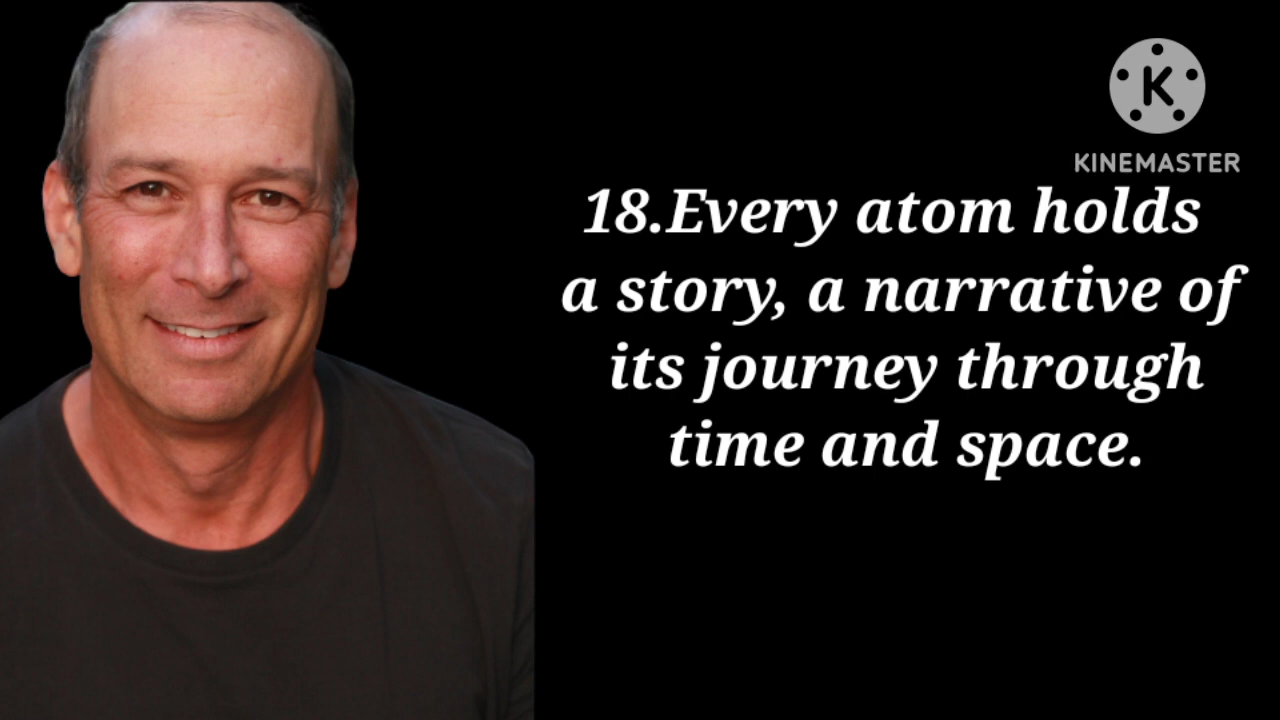 KINEMASTER
18.Every atom holds
a story, a narrative of
its journey through
time and space.